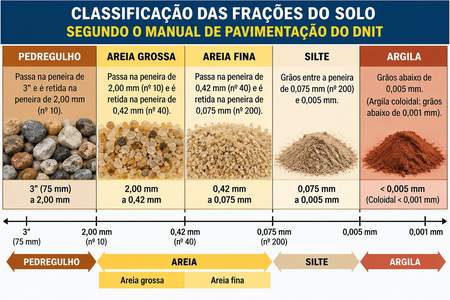 CLASSIFICAÇÃO DAS FRAÇÕES DO SOLO
SEGUNDO O MANUAL DE PAVIMENTAÇÃO DO DNIT
PEDREGULHO
Passa na peneira de
3" e é retida na
peneira de 2,00 mm
(nº 10).
3" (75 mm)
a 2,00 mm
AREIA GROSSA
Passa na peneira de
2,00 mm (nº 10) e é
retida na peneira de
0,42 mm (nº 40).
2,00 mm
a 0,42 mm
AREIA FINA
Passa na peneira de
0,42 mm (nº 40) e é
retida na peneira de
0,075 mm (nº 200).
0,42 mm
a 0,075 mm
SILTE
Grãos entre a peneira
de 0,075 mm (nº 200)
e 0,005 mm.
0,075 mm
a 0,005 mm
ARGILA
Grãos abaixo de
0,005 mm.
(Argila coloidal: grãos
abaixo de 0,001 mm).
< 0,005 mm
(Coloidal < 0,001 mm)
3"
(75 mm)
2,00 mm
(nº 10)
0,42 mm
(nº 40)
0,075 mm
(nº 200)
0,005 mm
0,001 mm
PEDREGULHO
AREIA
SILTE
ARGILA
Areia grossa
Areia fina